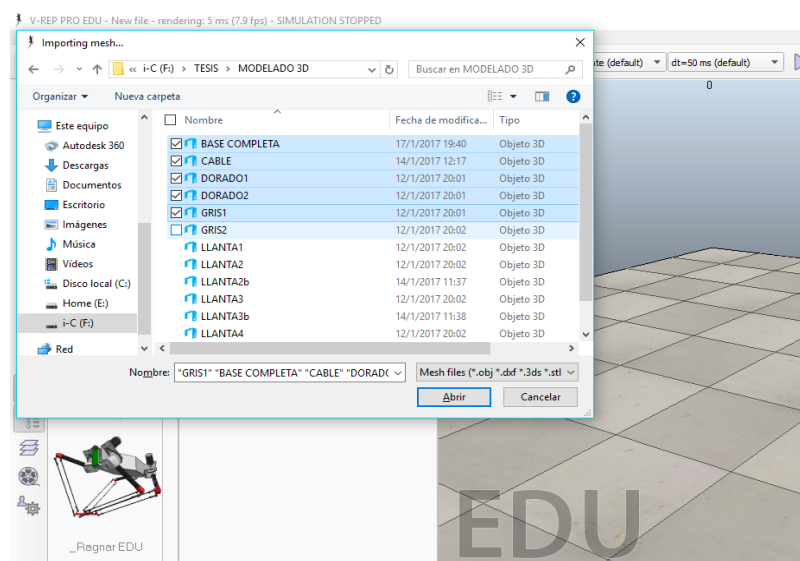 V-REP PRO EDU - New file - rendering: 5 ms (7.9 fps) - SIMULATION STOPPED
Importing mesh...
« i-C (F:) > TESIS > MODELADO 3D
Buscar en MODELADO 3D
(default)
dt=50 ms (default)
Organizar
Nueva carpeta
0
Nombre
Fecha de modifica...
Tipo
Este equipo
Autodesk 360
Descargas
Documentos
Escritorio
Imágenes
Música
Vídeos
Disco local (C:)
Home (E:)
i-C (F:)
Red
BASE COMPLETA 17/1/2017 19:40 Objeto 3D
CABLE 14/1/2017 12:17 Objeto 3D
DORADO1 12/1/2017 20:01 Objeto 3D
DORADO2 12/1/2017 20:01 Objeto 3D
GRIS1 12/1/2017 20:01 Objeto 3D
GRIS2 12/1/2017 20:02 Objeto 3D
LLANTA1 12/1/2017 20:02 Objeto 3D
LLANTA2 12/1/2017 20:02 Objeto 3D
LLANTA2b 14/1/2017 11:37 Objeto 3D
LLANTA3 12/1/2017 20:02 Objeto 3D
LLANTA3b 14/1/2017 11:38 Objeto 3D
LLANTA4 12/1/2017 20:02 Objeto 3D
Nombre:
"GRIS1" "BASE COMPLETA" "CABLE" "DORADO
Mesh files (*.obj *.dxf *.3ds *.stl
Abrir
Cancelar
_Ragnar EDU
EDU